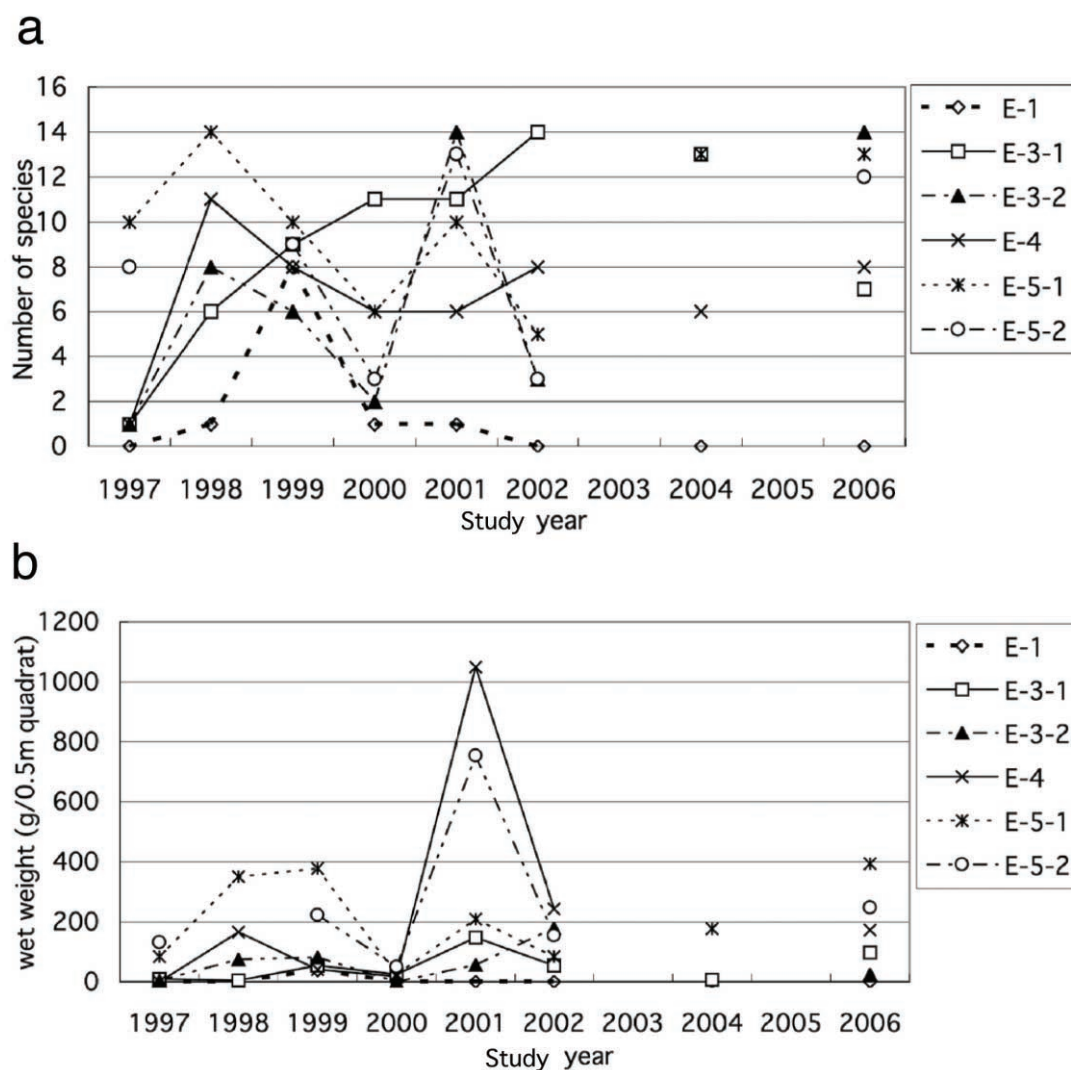 a
16
14
12
10
8
6
4
2
0
Number of species
1997 1998 1999 2000 2001 2002 2003 2004 2005 2006
Study year
E-1
E-3-1
E-3-2
E-4
E-5-1
E-5-2
b
1200
1000
800
600
400
200
0
wet weight (g/0.5m quadrat)
1997 1998 1999 2000 2001 2002 2003 2004 2005 2006
Study year
E-1
E-3-1
E-3-2
E-4
E-5-1
E-5-2